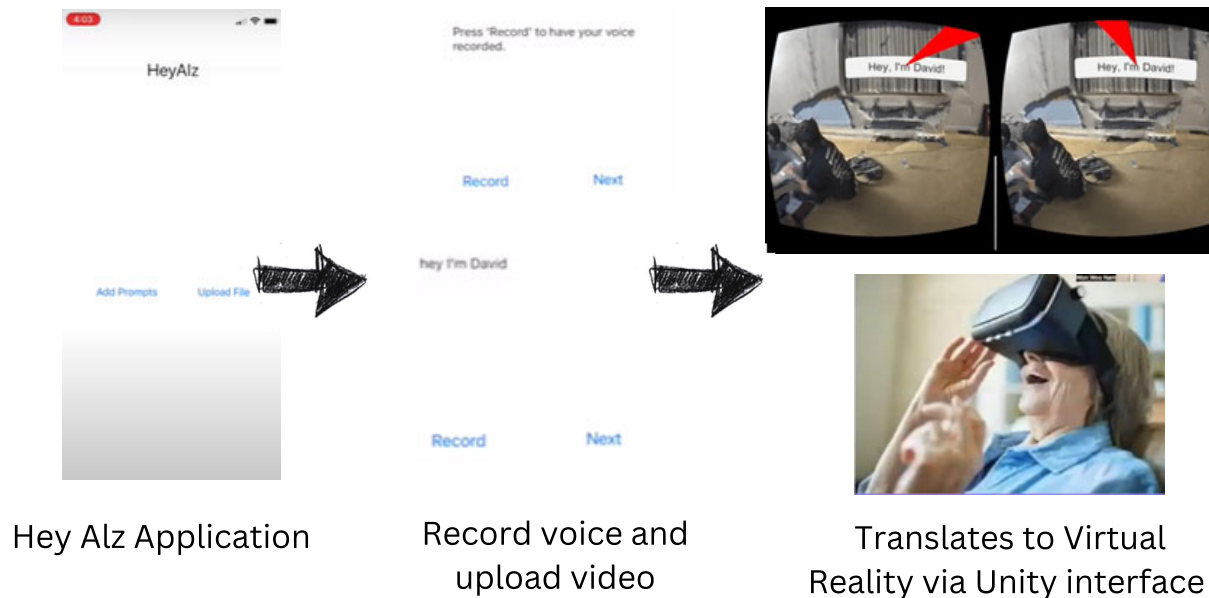 4:03
HeyAlz
Add Prompts
Upload File
Hey Alz Application
Press 'Record' to have your voice
recorded.
Record
Next
hey I'm David
Record
Next
Record voice and
upload video
Hey, I'm David!
Hey, I'm David!
Translates to Virtual
Reality via Unity interface